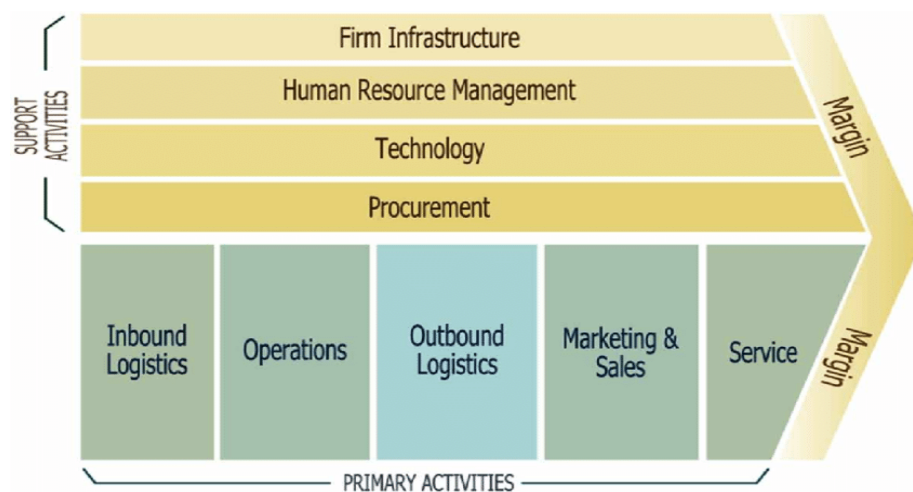 Firm Infrastructure
Human Resource Management
Technology
Procurement
SUPPORT
ACTIVITIES
Margin
Inbound
Logistics
Operations
Outbound
Logistics
Marketing &
Sales
Service
Margin
PRIMARY ACTIVITIES